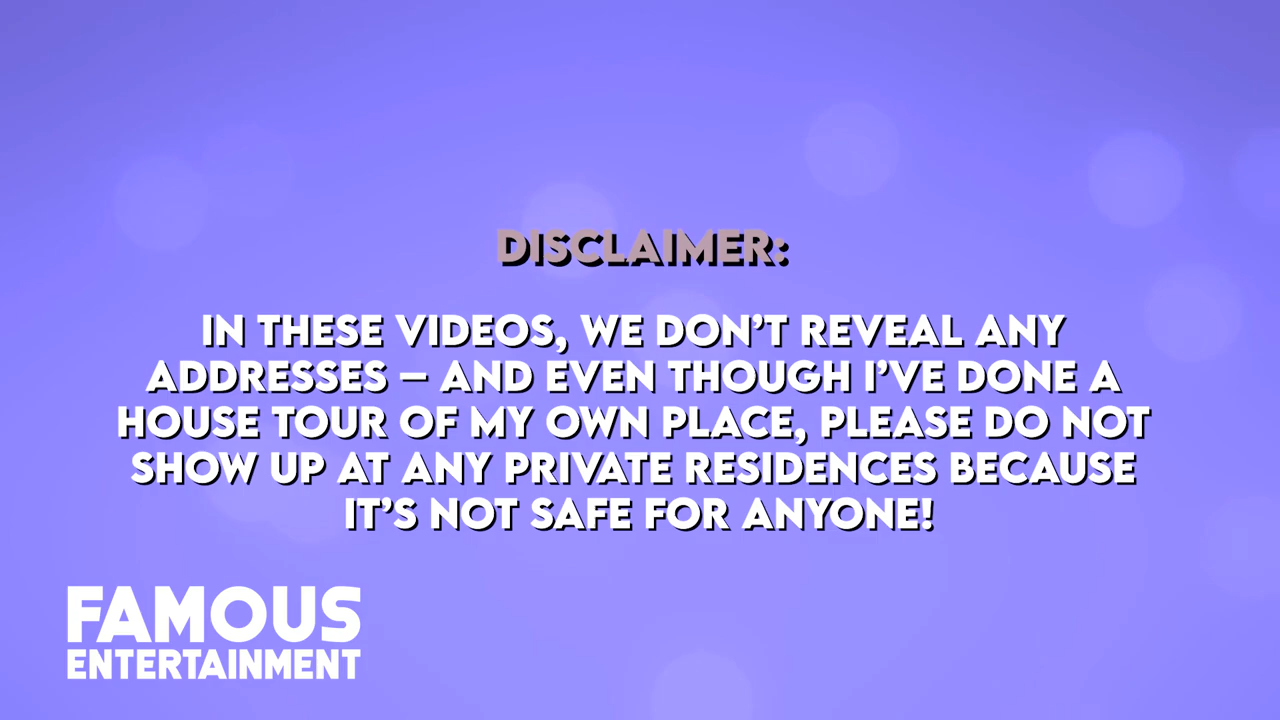 DISCLAIMER:
IN THESE VIDEOS, WE DON’T REVEAL ANY
ADDRESSES – AND EVEN THOUGH I’VE DONE A
HOUSE TOUR OF MY OWN PLACE, PLEASE DO NOT
SHOW UP AT ANY PRIVATE RESIDENCES BECAUSE
IT’S NOT SAFE FOR ANYONE!
FAMOUS
ENTERTAINMENT